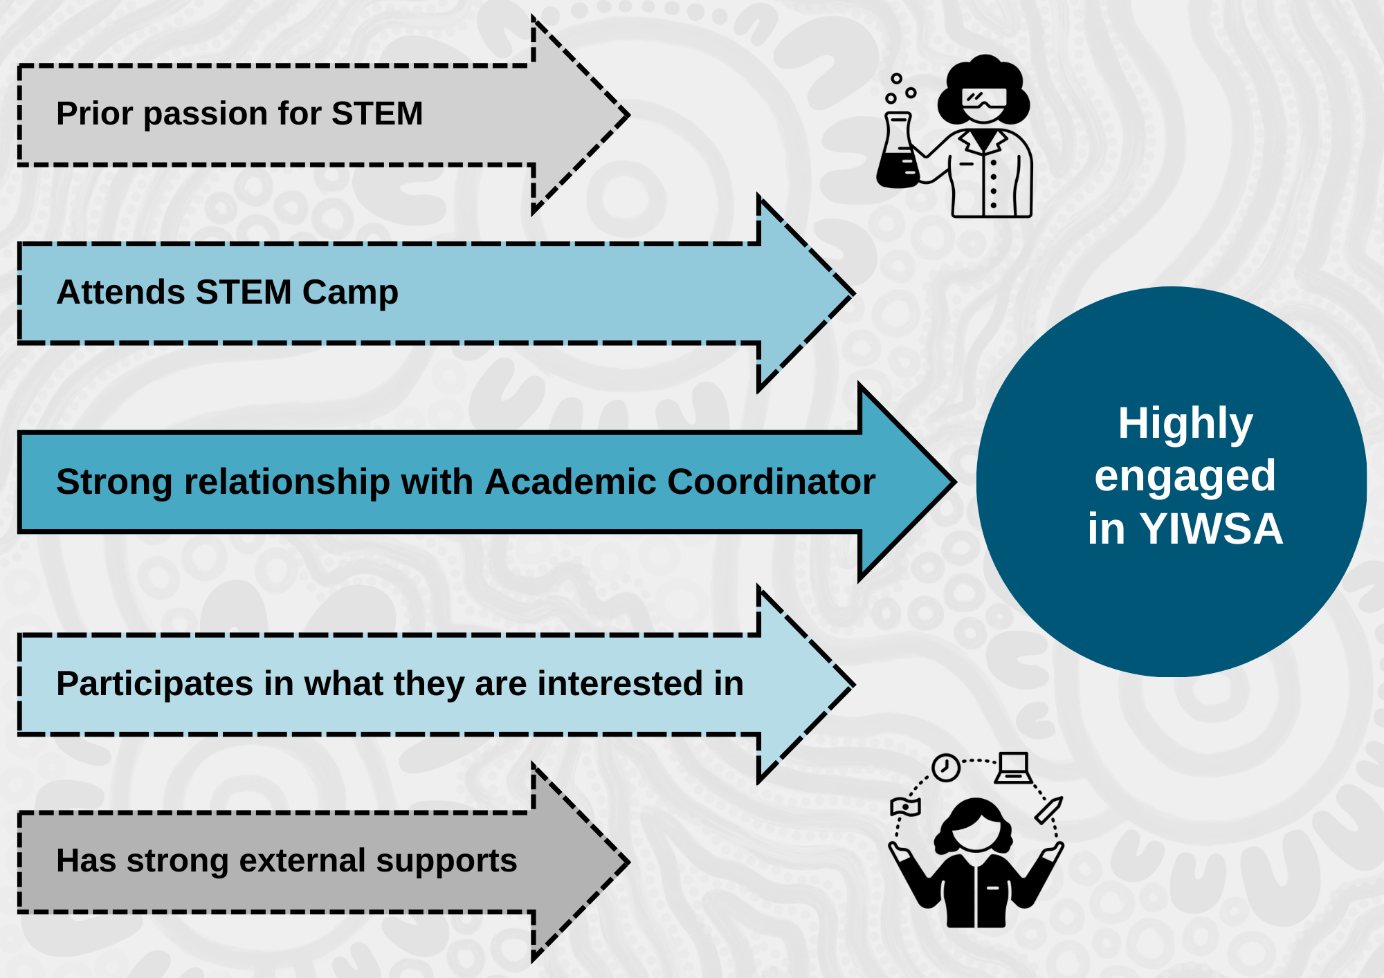 Prior passion for STEM
Attends STEM Camp
Strong relationship with Academic Coordinator
Highly
engaged
in YIWSA
Participates in what they are interested in
Has strong external supports